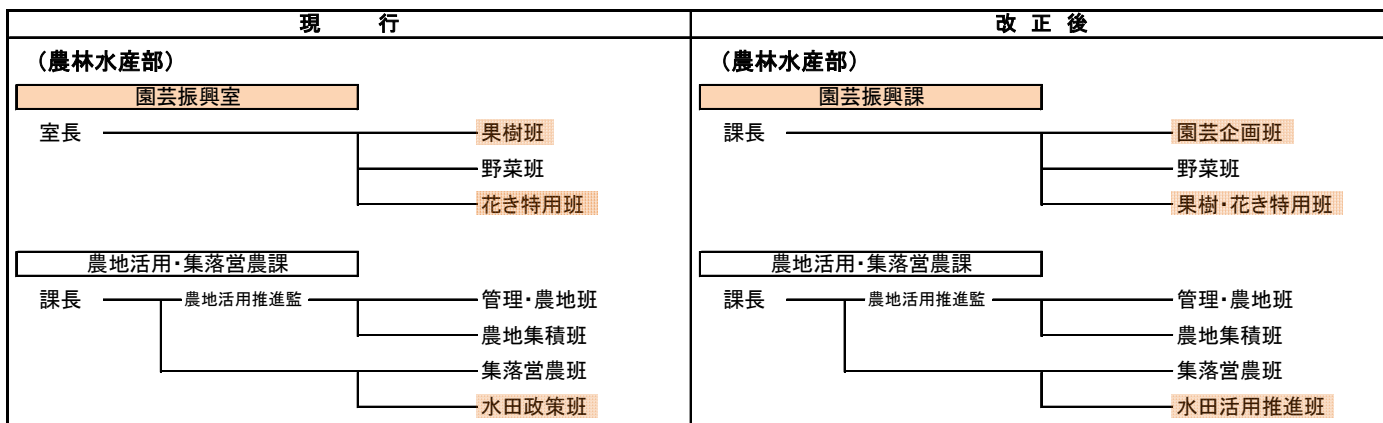 現　　　行
（農林水産部）
園芸振興室
室長
果樹班
野菜班
花き特用班
農地活用・集落営農課
課長 農地活用推進監 管理・農地班
農地集積班
集落営農班
水田政策班
改 正 後
（農林水産部）
園芸振興課
課長
園芸企画班
野菜班
果樹・花き特用班
農地活用・集落営農課
課長 農地活用推進監 管理・農地班
農地集積班
集落営農班
水田活用推進班